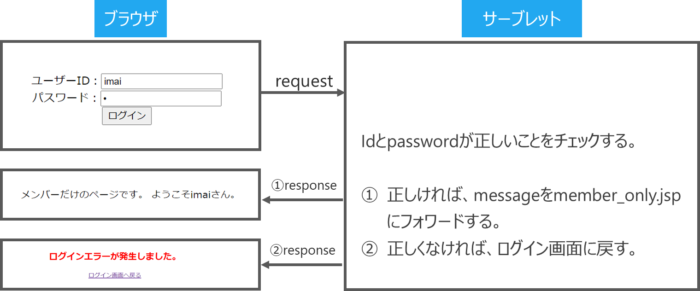 ブラウザ
サーブレット
ユーザーID：imai
パスワード：•
ログイン
request
Idとpasswordが正しいことをチェックする。
① 正しければ、messageをmember_only.jsp
にフォワードする。
② 正しくなければ、ログイン画面に戻す。
①response
メンバーだけのページです。 ようこそimaiさん。
②response
ログインエラーが発生しました。
ログイン画面へ戻る